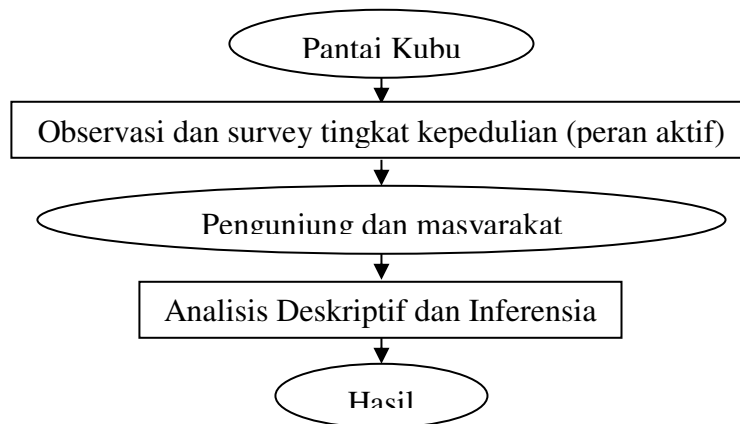 Pantai Kubu
Observasi dan survey tingkat kepedulian (peran aktif)
Pengunjung dan masyarakat
Analisis Deskriptif dan Inferensia
Hasil